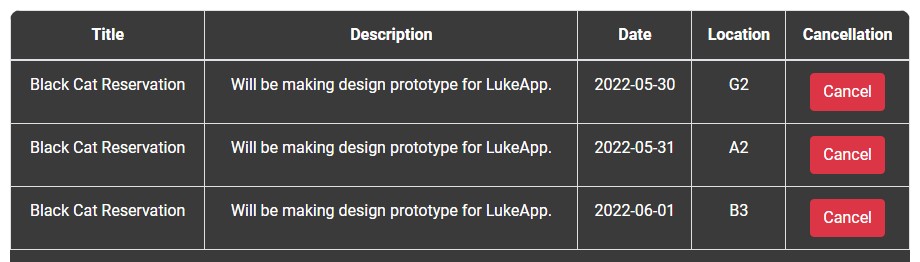 Title Description Date Location Cancellation
Black Cat Reservation Will be making design prototype for LukeApp. 2022-05-30 G2 Cancel
Black Cat Reservation Will be making design prototype for LukeApp. 2022-05-31 A2 Cancel
Black Cat Reservation Will be making design prototype for LukeApp. 2022-06-01 B3 Cancel